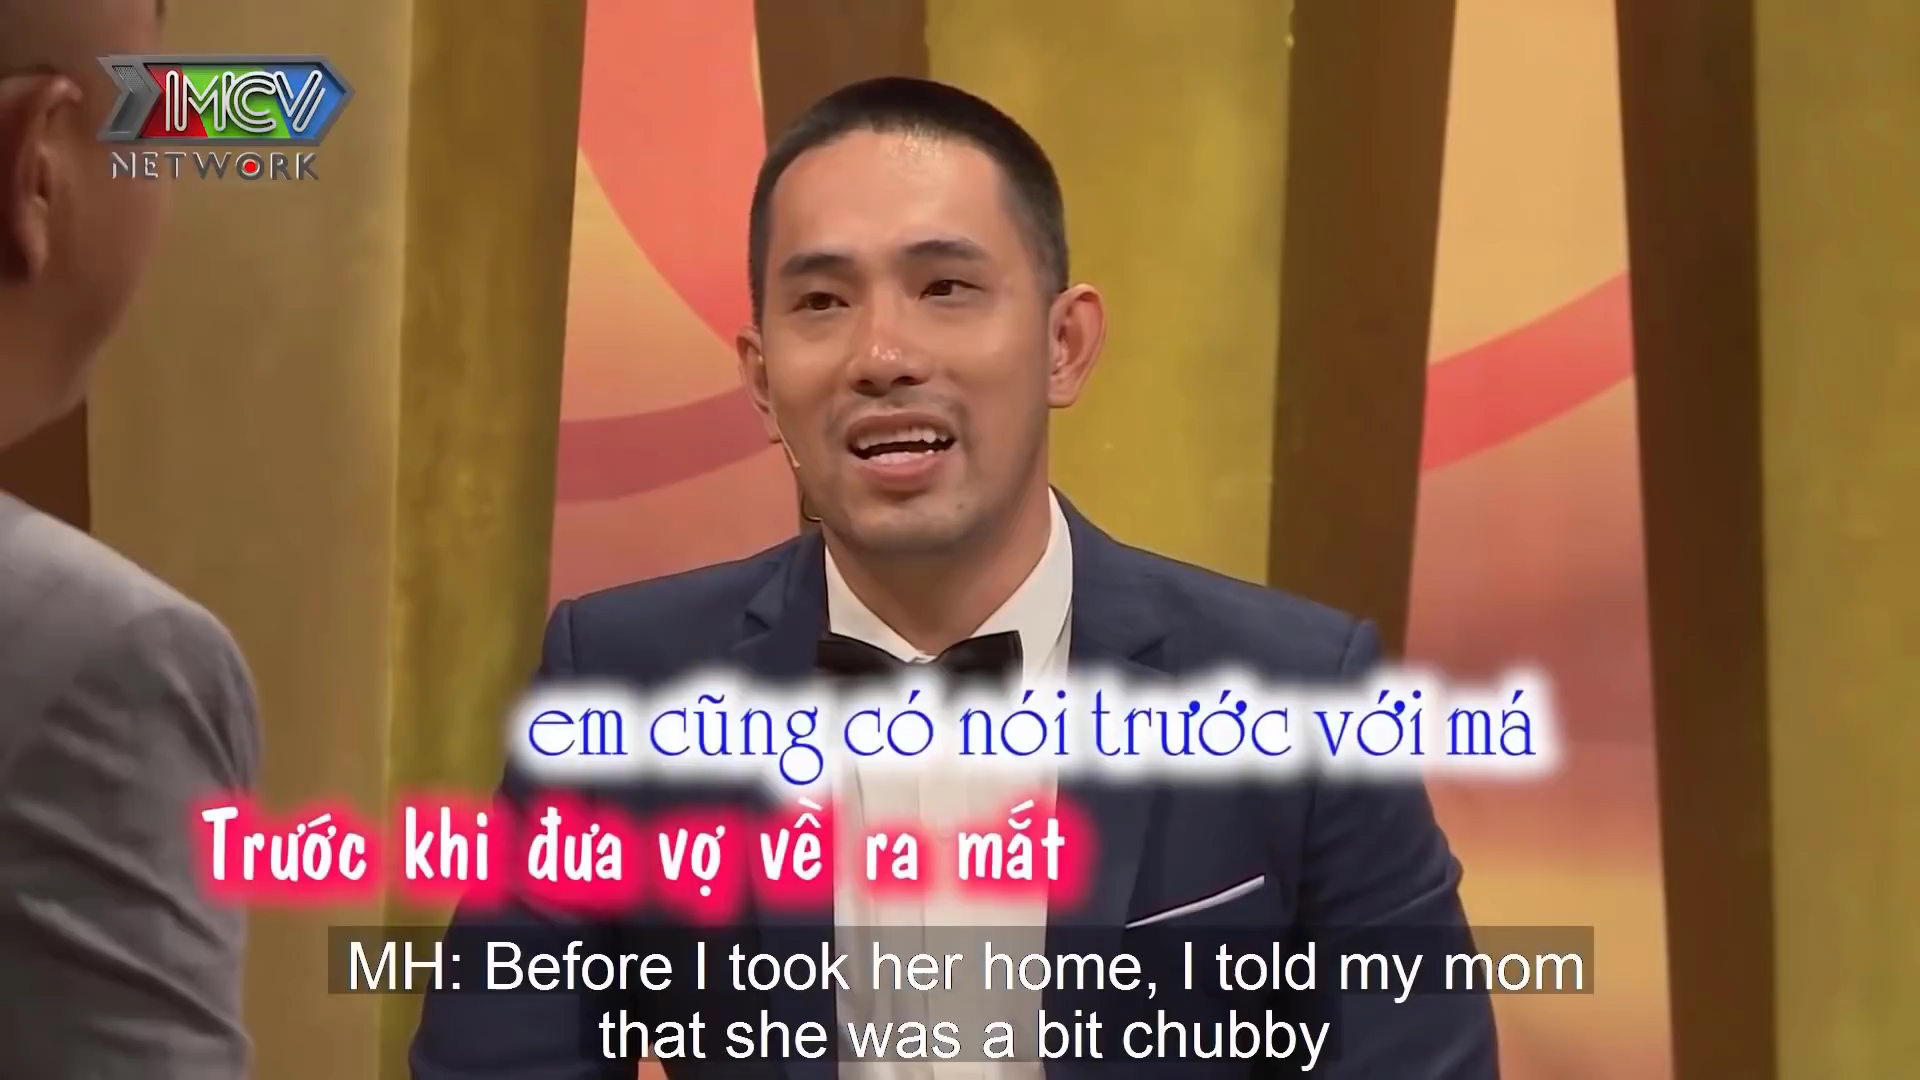 MCV
NETWORK
em cũng có nói trước với má
Trước khi đưa vợ về ra mắt
MH: Before I took her home, I told my mom
that she was a bit chubby